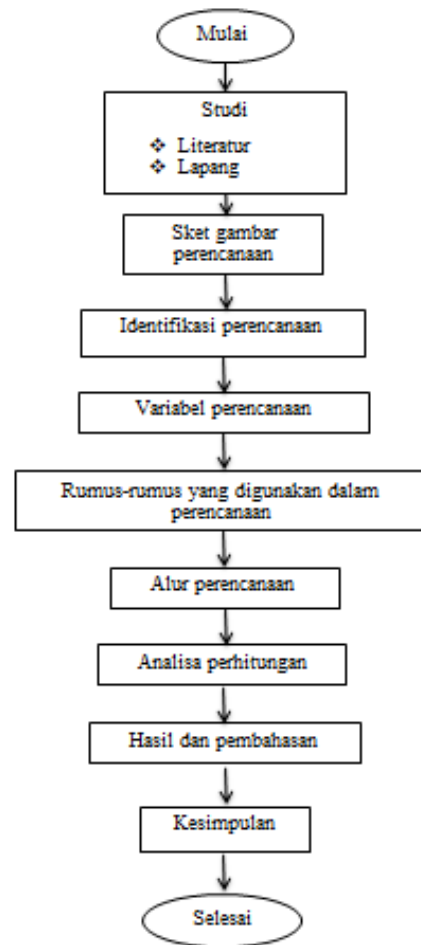 Mulai
Studi
❖ Literatur
❖ Lapang
Sket gambar
perencanaan
Identifikasi perencanaan
Variabel perencanaan
Rumus-rumus yang digunakan dalam
perencanaan
Alur perencanaan
Analisa perhitungan
Hasil dan pembahasan
Kesimpulan
Selesai